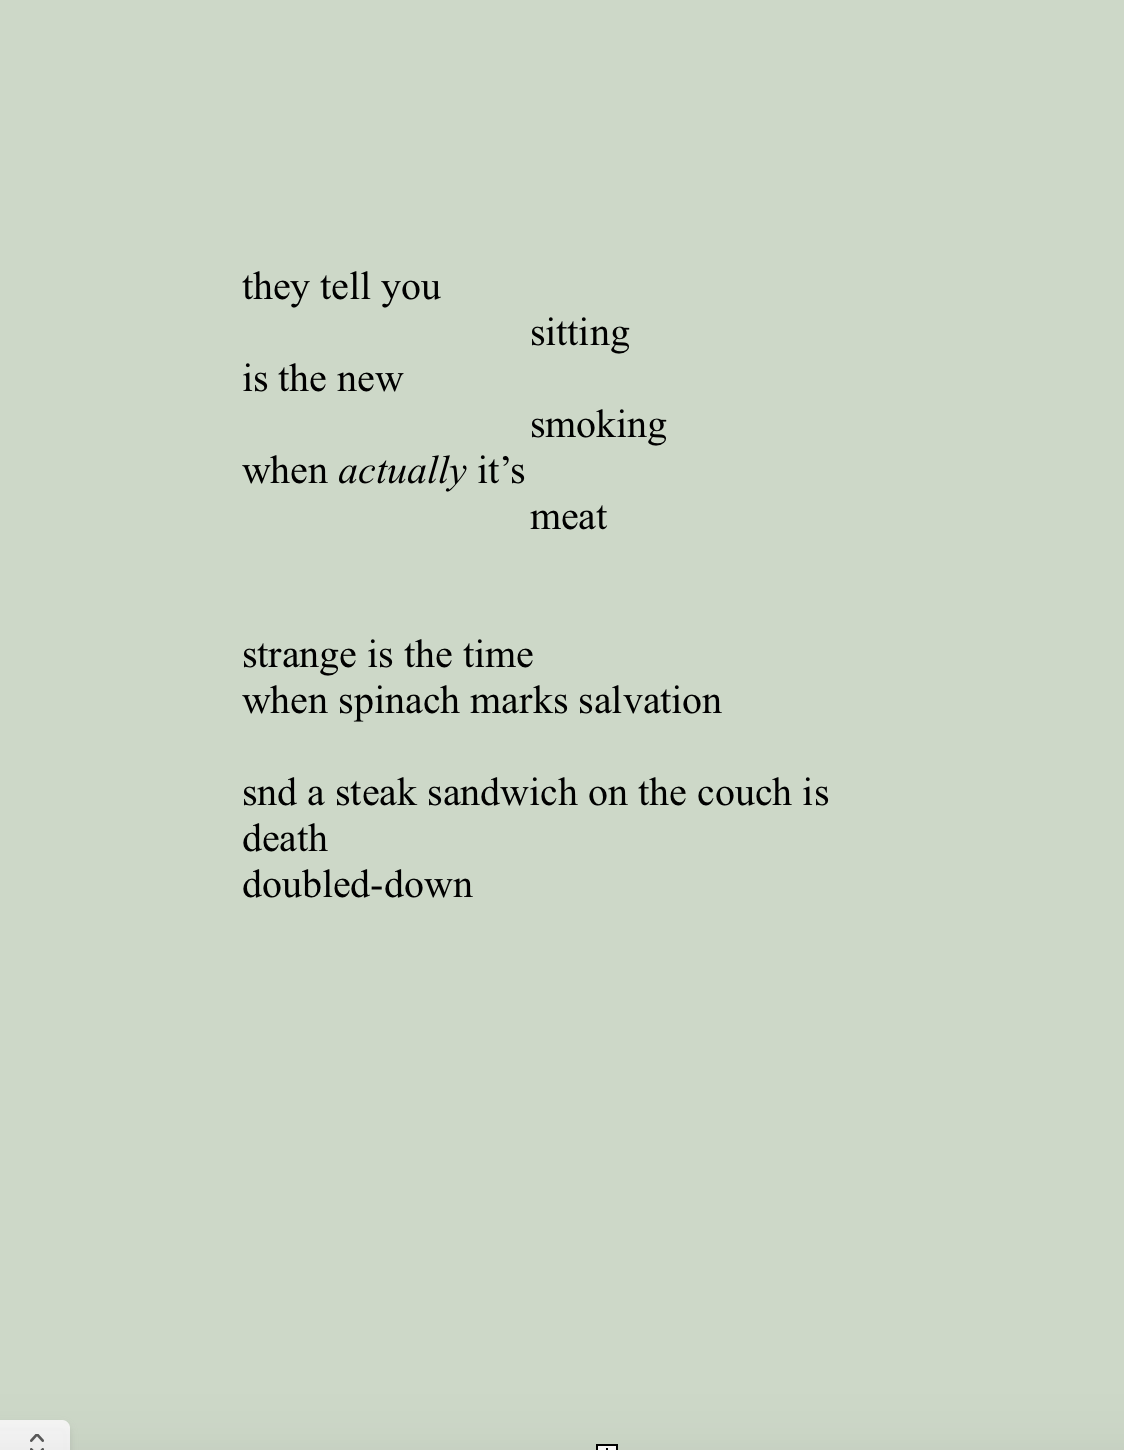 they tell you
sitting
is the new
smoking
when actually it’s
meat
strange is the time
when spinach marks salvation
snd a steak sandwich on the couch is
death
doubled-down